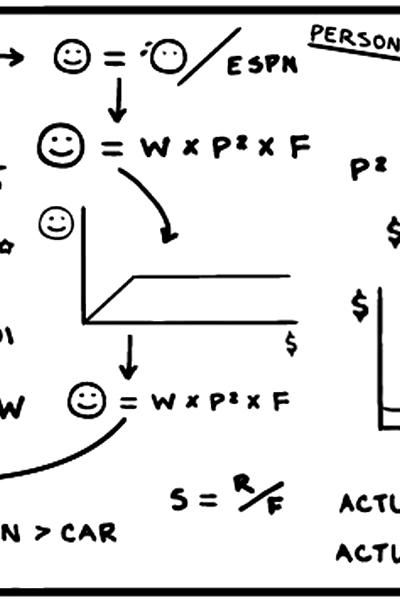 = / ESPN
PERSON
= W x P² x F
P²
$
$
$
= W x P² x F
W
S = R/F
N > CAR
ACTU
ACTU